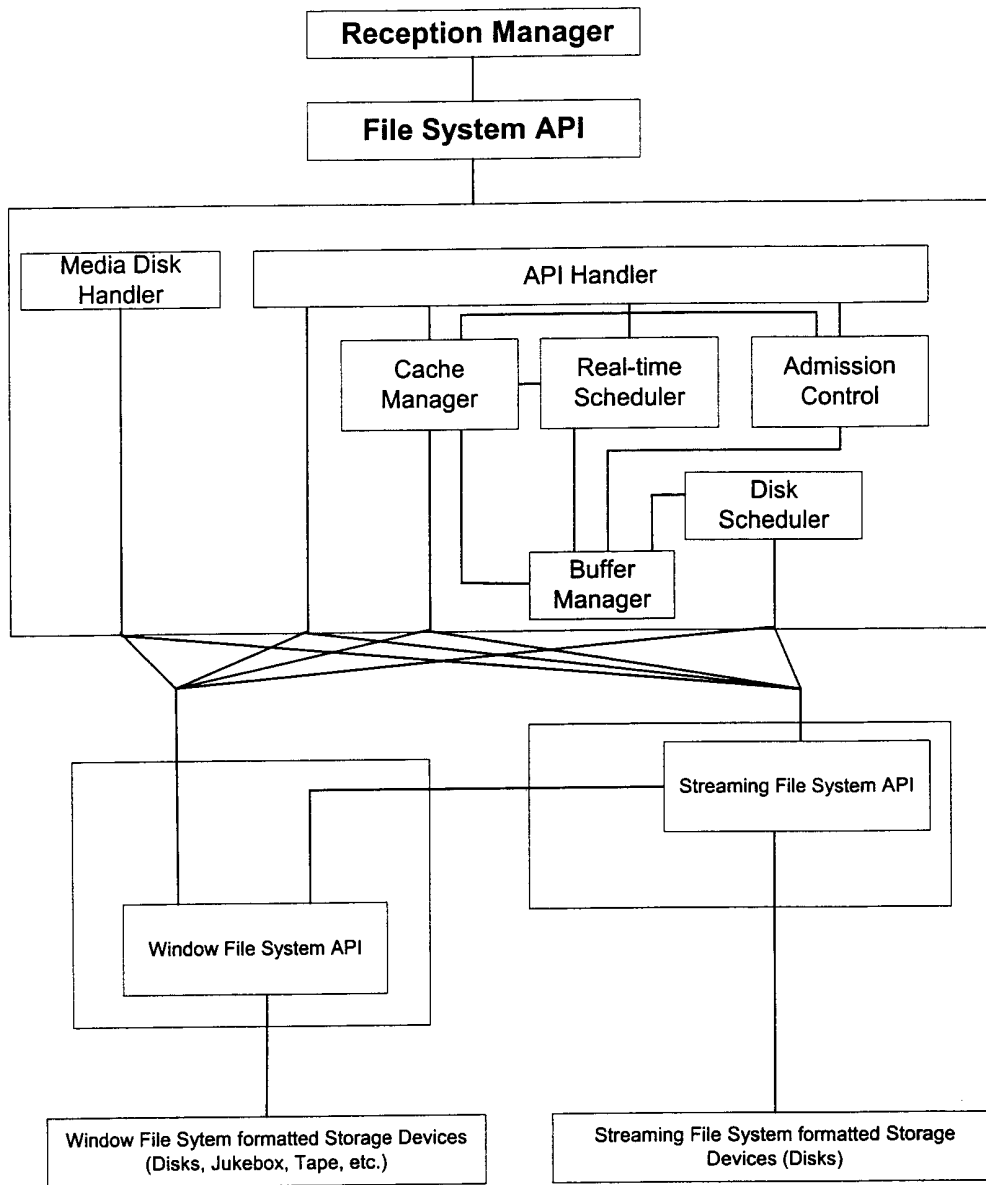 Reception Manager
File System API
Media Disk
Handler
API Handler
Cache
Manager
Real-time
Scheduler
Admission
Control
Disk
Scheduler
Buffer
Manager
Streaming File System API
Window File System API
Window File Sytem formatted Storage Devices
(Disks, Jukebox, Tape, etc.)
Streaming File System formatted Storage
Devices (Disks)